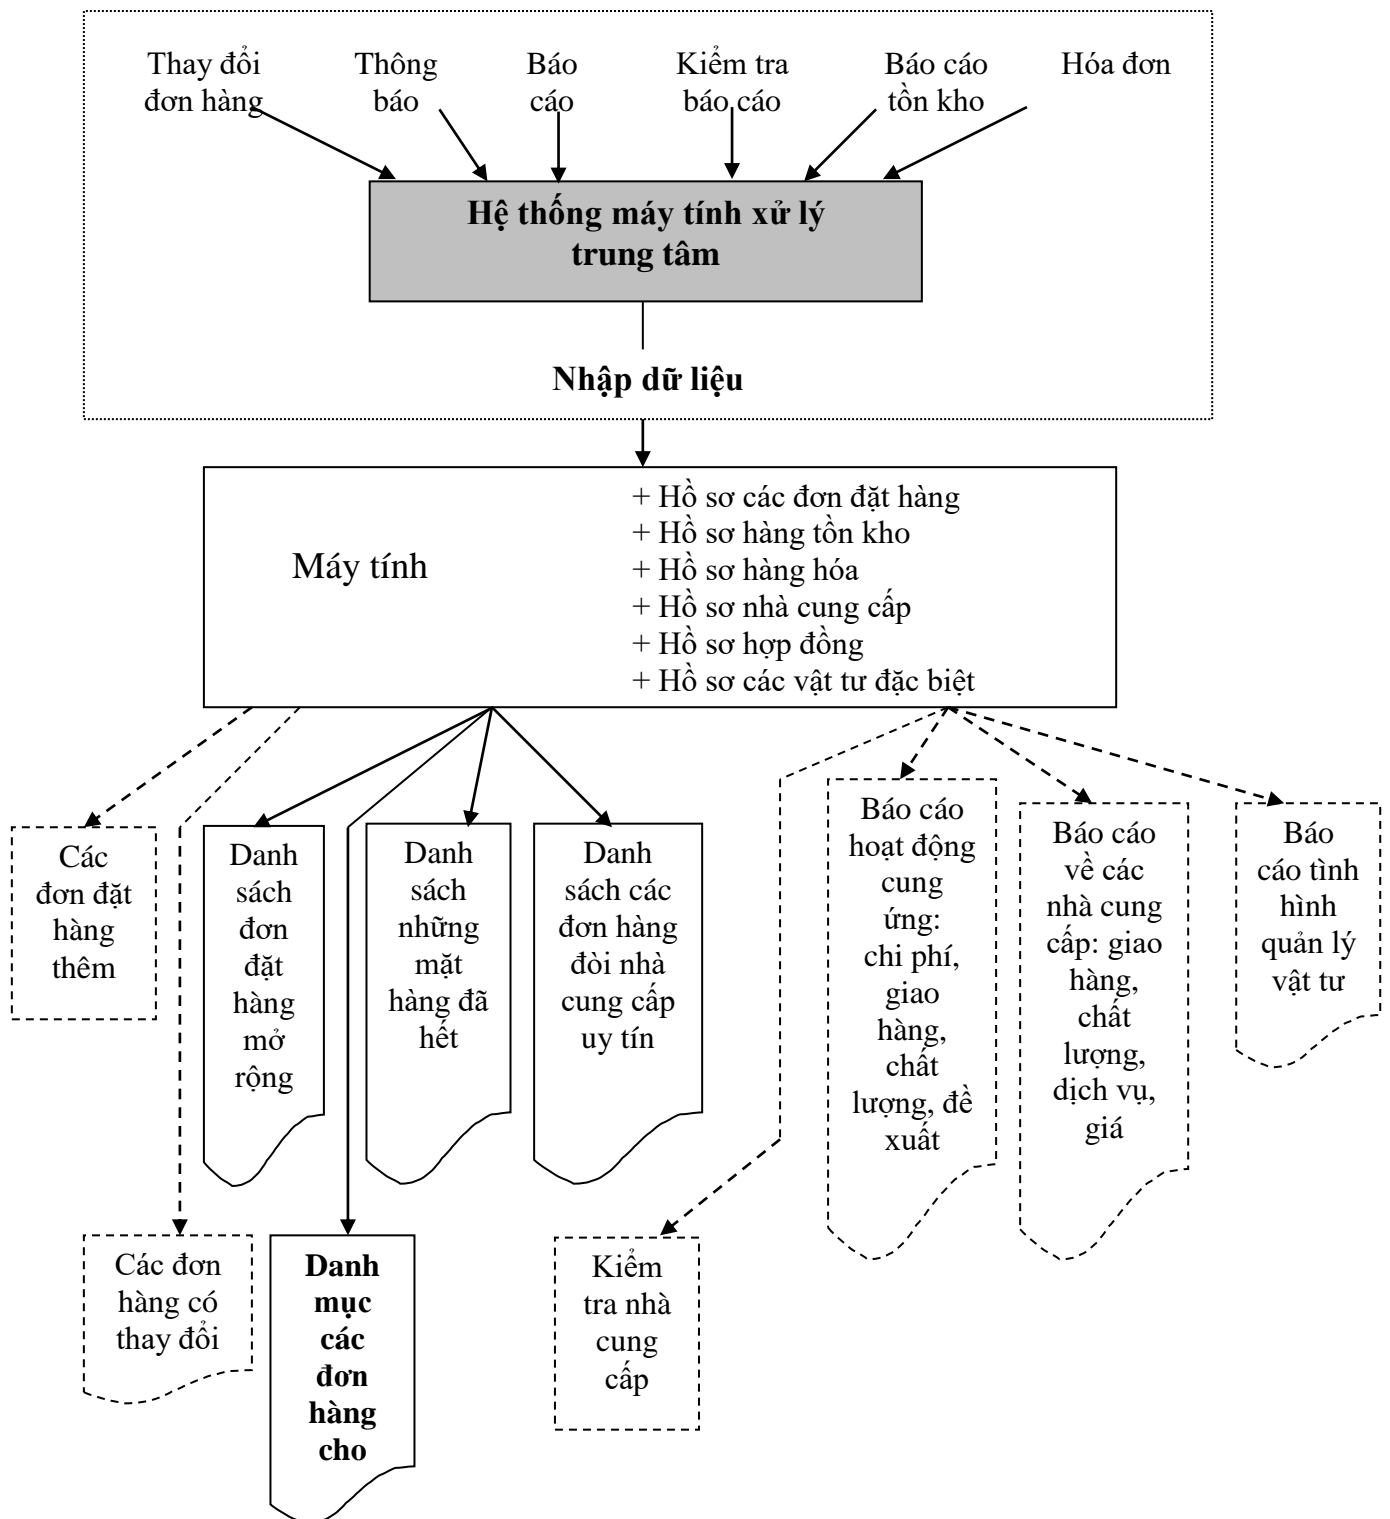 Thay đổi
đơn hàng
Thông
báo
Báo
cáo
Kiểm tra
báo cáo
Báo cáo
tồn kho
Hóa đơn
Hệ thống máy tính xử lý
trung tâm
Nhập dữ liệu
Máy tính
+ Hồ sơ các đơn đặt hàng
+ Hồ sơ hàng tồn kho
+ Hồ sơ hàng hóa
+ Hồ sơ nhà cung cấp
+ Hồ sơ hợp đồng
+ Hồ sơ các vật tư đặc biệt
Các
đơn đặt
hàng
thêm
Danh
sách
đơn
đặt
hàng
mở
rộng
Danh
sách
những
mặt
hàng đã
hết
Danh
sách các
đơn hàng
đòi nhà
cung cấp
uy tín
Báo cáo
hoạt động
cung
ứng:
chi phí,
giao
hàng,
chất
lượng, đề
xuất
Báo cáo
về các
nhà cung
cấp: giao
hàng,
chất
lượng,
dịch vụ,
giá
Báo
cáo tình
hình
quản lý
vật tư
Các đơn
hàng có
thay đổi
Danh
mục
các
đơn
hàng
cho
Kiểm
tra nhà
cung
cấp